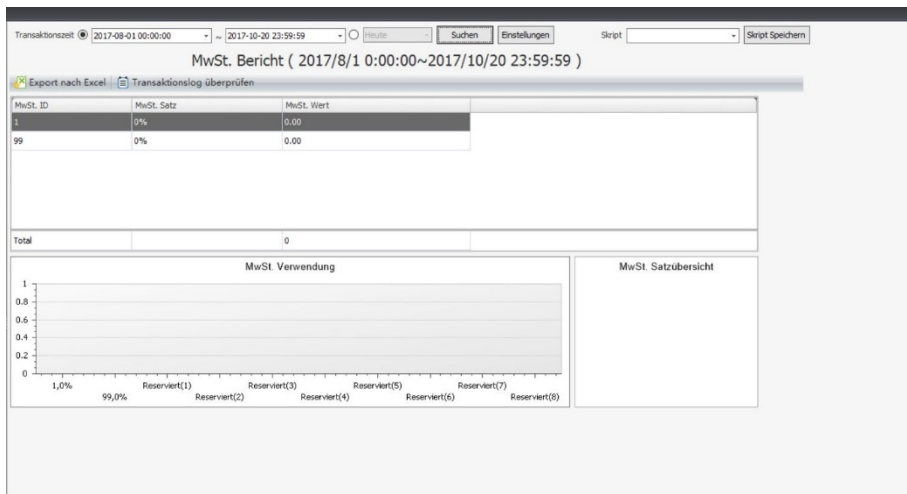 Transaktionszeit 2017-08-01 00:00:00 ~ 2017-10-20 23:59:59 Heute Suchen Einstellungen Skript Skript Speichern
MwSt. Bericht ( 2017/8/1 0:00:00~2017/10/20 23:59:59 )
Export nach Excel Transaktionslog überprüfen
MwSt. ID MwSt. Satz MwSt. Wert
1 0% 0.00
99 0% 0.00
Total 0
MwSt. Verwendung
1
0.8
0.6
0.4
0.2
0
1,0% Reserviert(1) Reserviert(3) Reserviert(5) Reserviert(7)
99,0% Reserviert(2) Reserviert(4) Reserviert(6) Reserviert(8)
MwSt. Satzübersicht